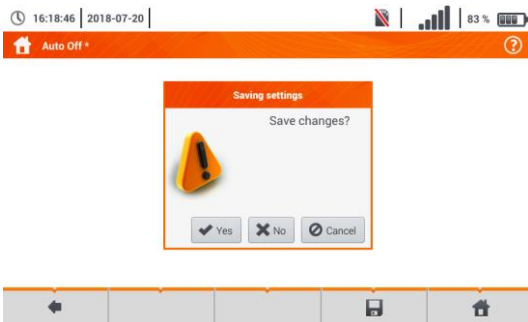 16:18:46 2018-07-20 83 %
Auto Off *
Saving settings
Save changes?
Yes No Cancel